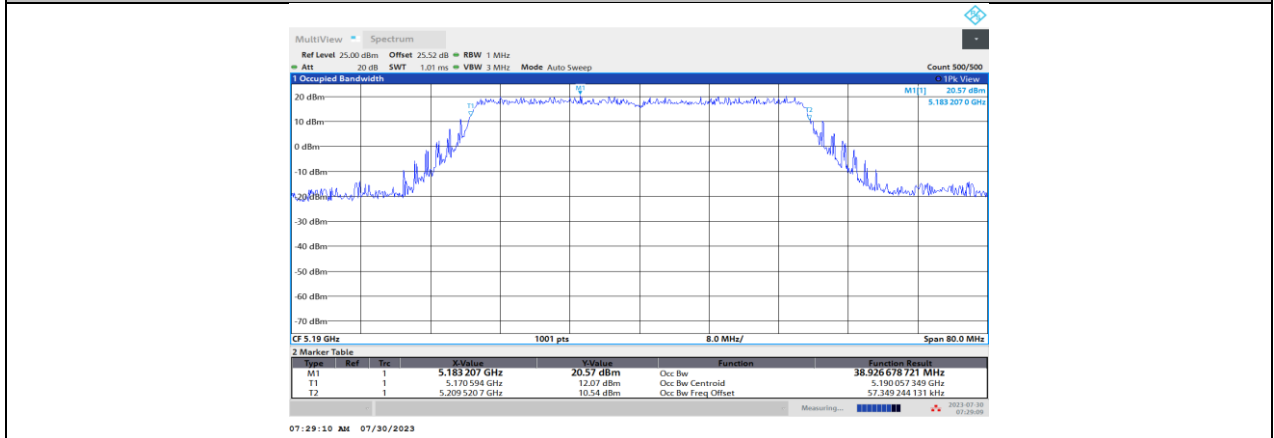 MultiView Spectrum
Ref Level 25.00 dBm Offset 25.52 dB RBW 1 MHz
Att 20 dB SWT 1.01 ms VBW 3 MHz Mode Auto Sweep Count 500/500
1 Occupied Bandwidth 1Pk View
M1[1] 20.57 dBm
5.183 207 0 GHz
M1
T1
T2
20 dBm
10 dBm
0 dBm
-10 dBm
-20 dBm
-30 dBm
-40 dBm
-50 dBm
-60 dBm
-70 dBm
CF 5.19 GHz 1001 pts 8.0 MHz/ Span 80.0 MHz
2 Marker Table
Type Ref Trc X-Value Y-Value Function Function Result
M1 1 5.183 207 GHz 20.57 dBm Occ Bw 38.926 678 721 MHz
T1 1 5.170 594 GHz 12.07 dBm Occ Bw Centroid 5.190 057 349 GHz
T2 1 5.209 520 7 GHz 10.54 dBm Occ Bw Freq Offset 57.349 244 131 kHz
Measuring... 2023-07-30
07:29:09
07:29:10 AM 07/30/2023